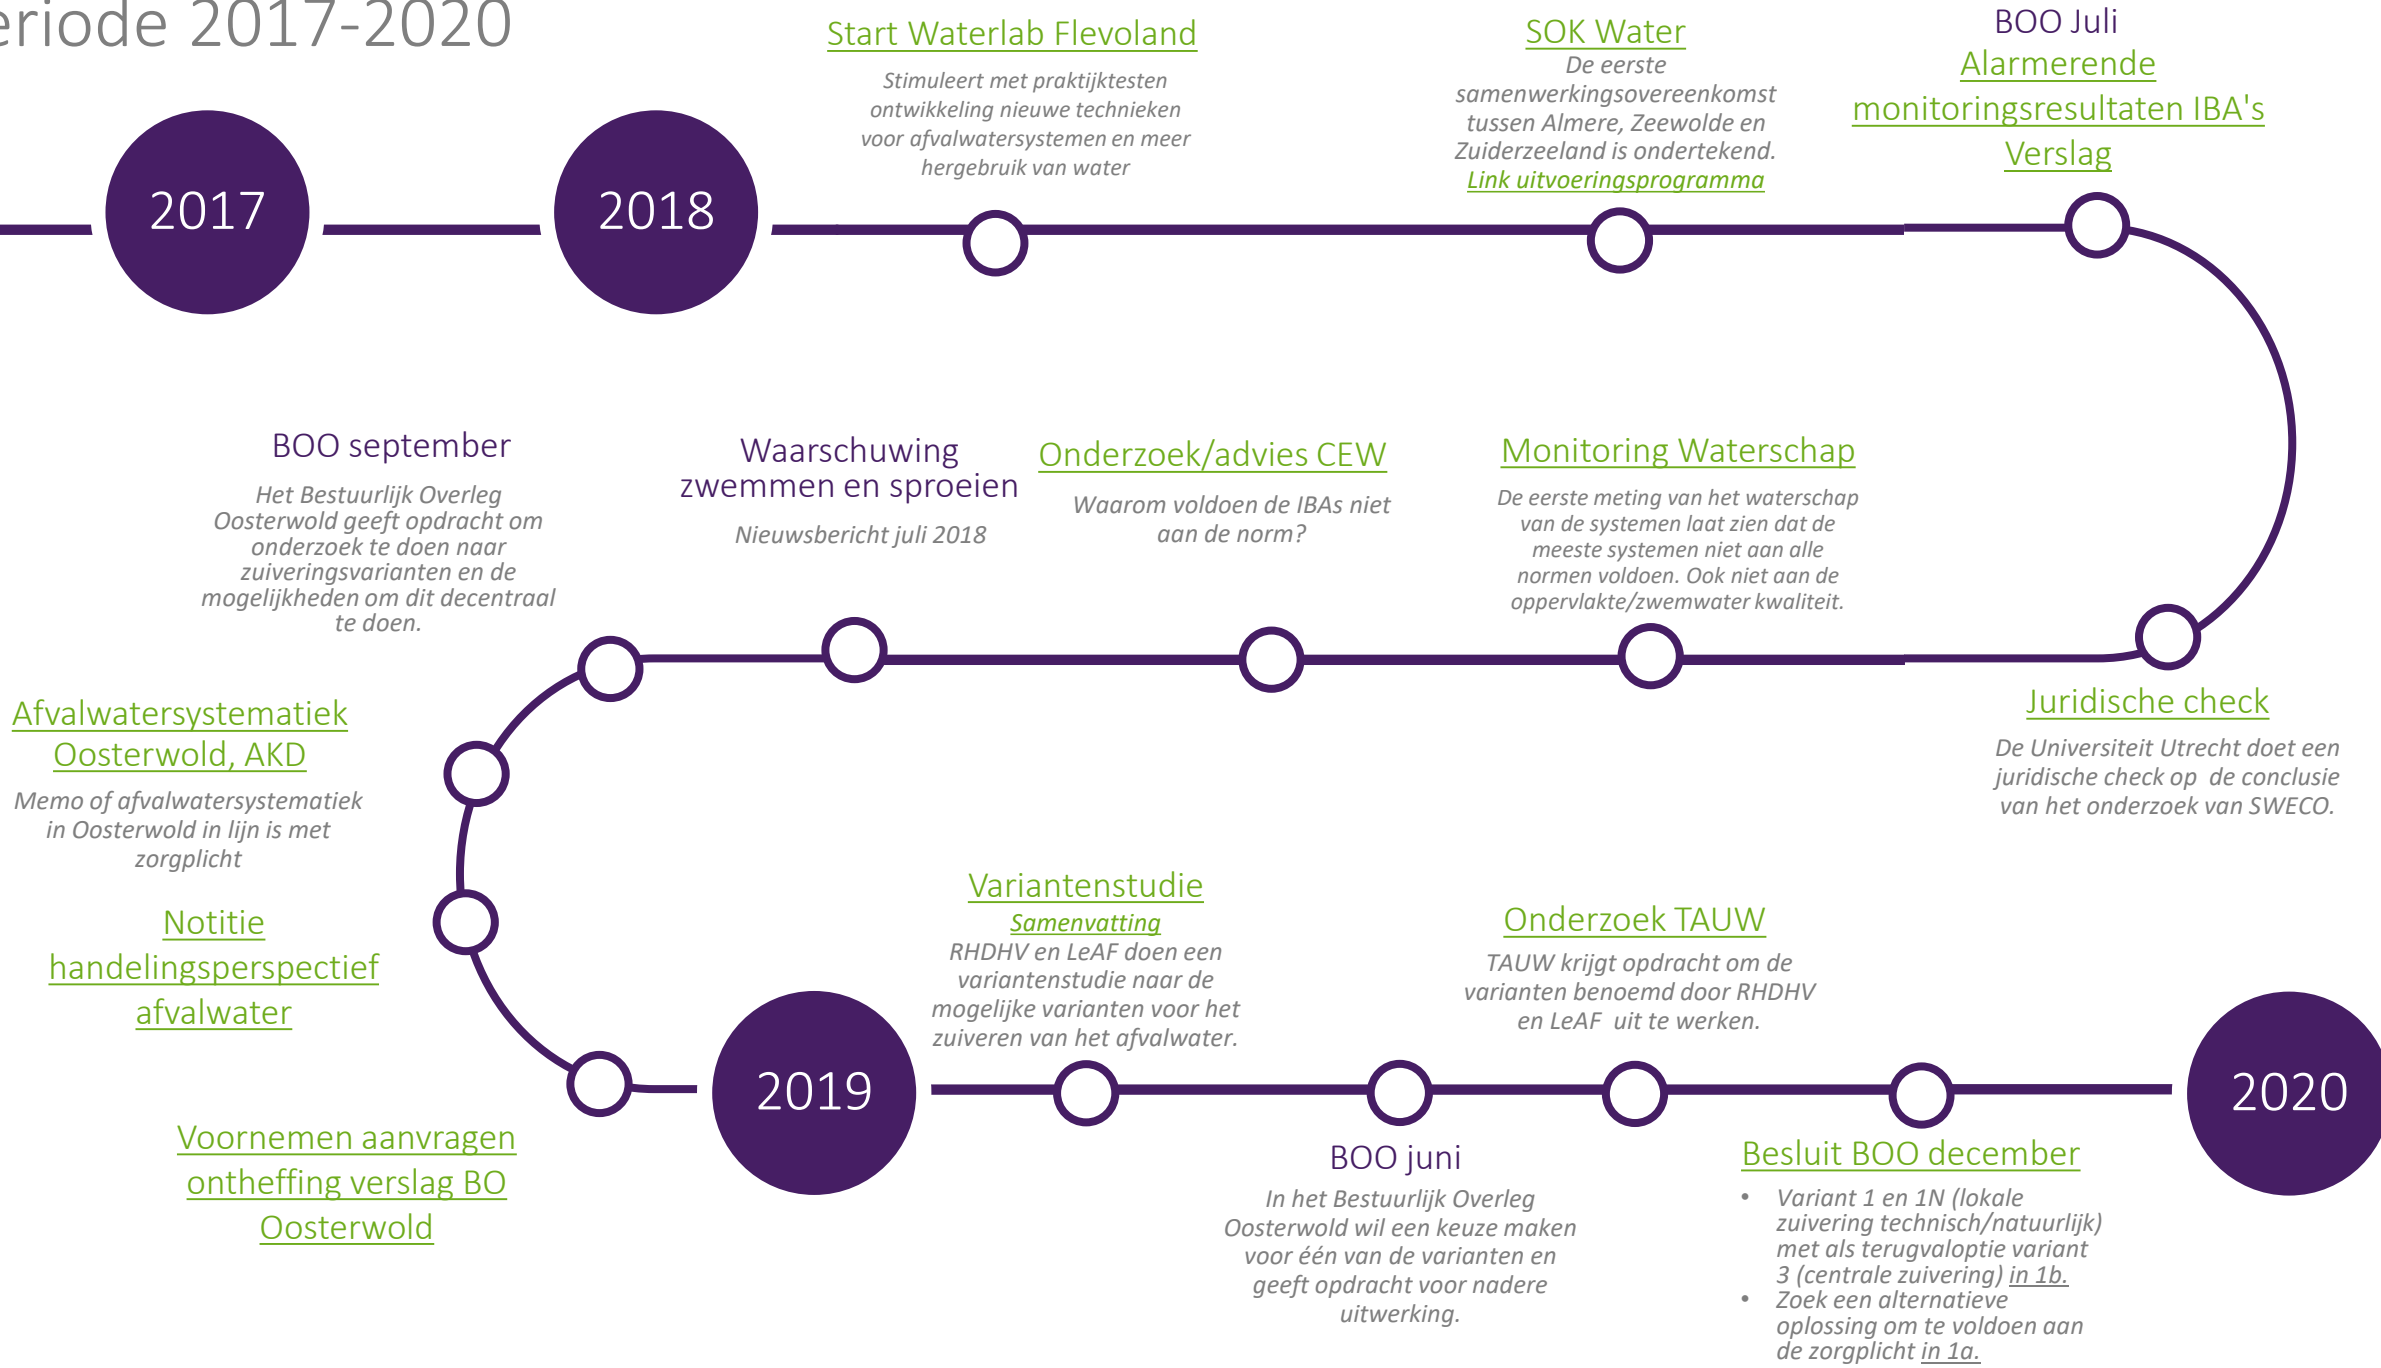 eriode 2017-2020
2017
2018
Start Waterlab Flevoland
Stimuleert met praktijktesten
ontwikkeling nieuwe technieken
voor afvalwatersystemen en meer
hergebruik van water
SOK Water
De eerste
samenwerkingsovereenkomst
tussen Almere, Zeewolde en
Zuiderzeeland is ondertekend.
Link uitvoeringsprogramma
BOO Juli
Alarmerende
monitoringsresultaten IBA's
Verslag
Juridische check
De Universiteit Utrecht doet een
juridische check op de conclusie
van het onderzoek van SWECO.
Monitoring Waterschap
De eerste meting van het waterschap
van de systemen laat zien dat de
meeste systemen niet aan alle
normen voldoen. Ook niet aan de
oppervlakte/zwemwater kwaliteit.
Onderzoek/advies CEW
Waarom voldoen de IBAs niet
aan de norm?
Waarschuwing
zwemmen en sproeien
Nieuwsbericht juli 2018
BOO september
Het Bestuurlijk Overleg
Oosterwold geeft opdracht om
onderzoek te doen naar
zuiveringsvarianten en de
mogelijkheden om dit decentraal
te doen.
Afvalwatersystematiek
Oosterwold, AKD
Memo of afvalwatersystematiek
in Oosterwold in lijn is met
zorgplicht
Notitie
handelingsperspectief
afvalwater
Voornemen aanvragen
ontheffing verslag BO
Oosterwold
2019
Variantenstudie
Samenvatting
RHDHV en LeAF doen een
variantenstudie naar de
mogelijke varianten voor het
zuiveren van het afvalwater.
BOO juni
In het Bestuurlijk Overleg
Oosterwold wil een keuze maken
voor één van de varianten en
geeft opdracht voor nadere
uitwerking.
Onderzoek TAUW
TAUW krijgt opdracht om de
varianten benoemd door RHDHV
en LeAF uit te werken.
Besluit BOO december
• Variant 1 en 1N (lokale
zuivering technisch/natuurlijk)
met als terugvaloptie variant
3 (centrale zuivering) in 1b.
• Zoek een alternatieve
oplossing om te voldoen aan
de zorgplicht in 1a.
2020